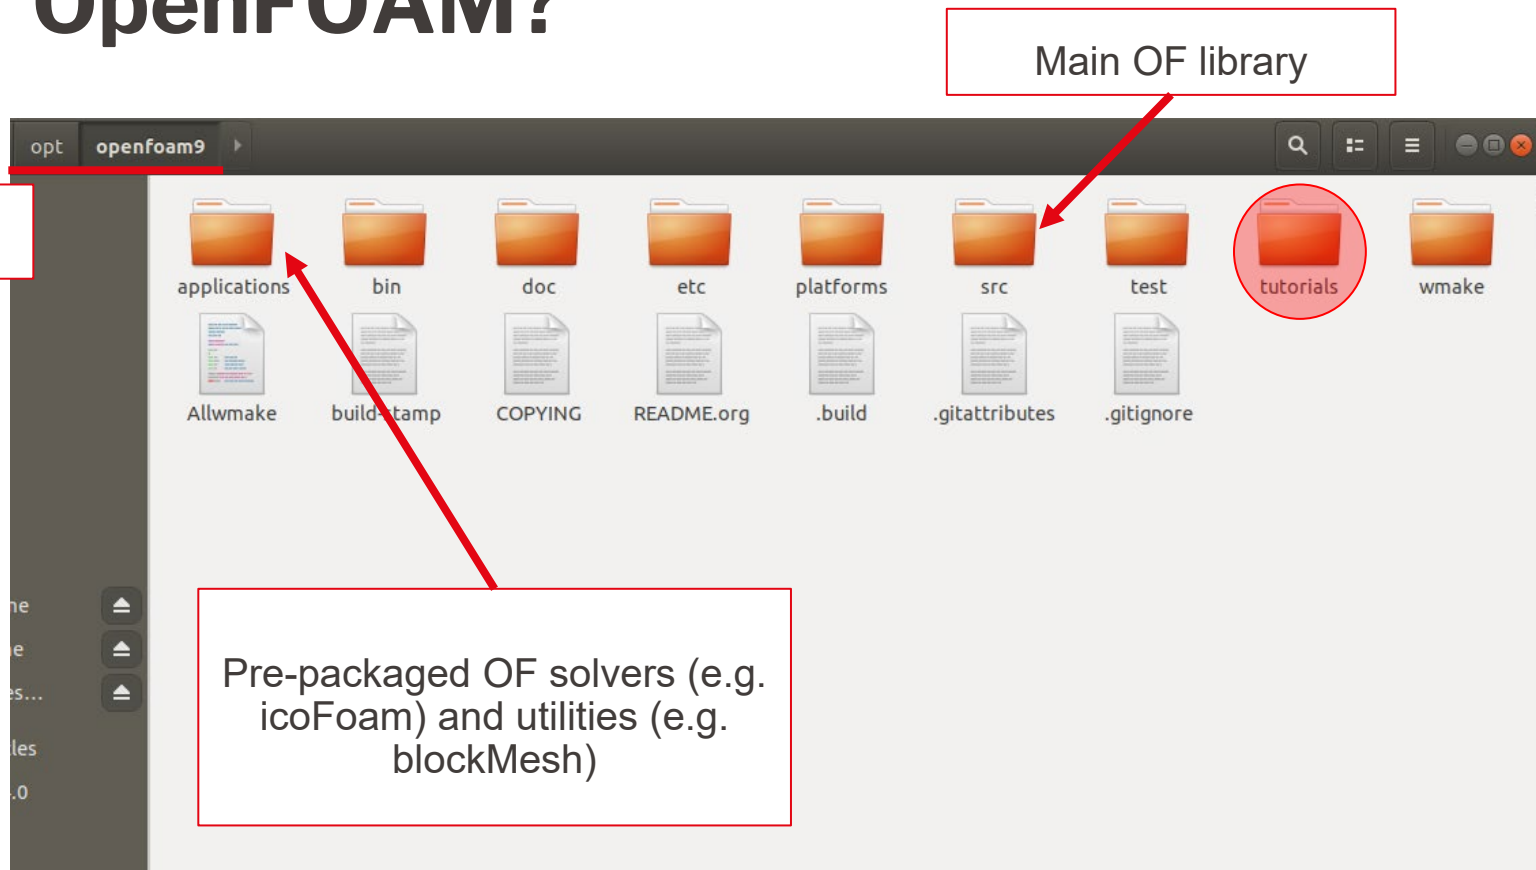 OpenFOAM?
Main OF library
opt openfoam9
applications bin doc etc platforms src test tutorials wmake
Allwmake build-stamp COPYING README.org .build .gitattributes .gitignore
Pre-packaged OF solvers (e.g.
icoFoam) and utilities (e.g.
blockMesh)
.0